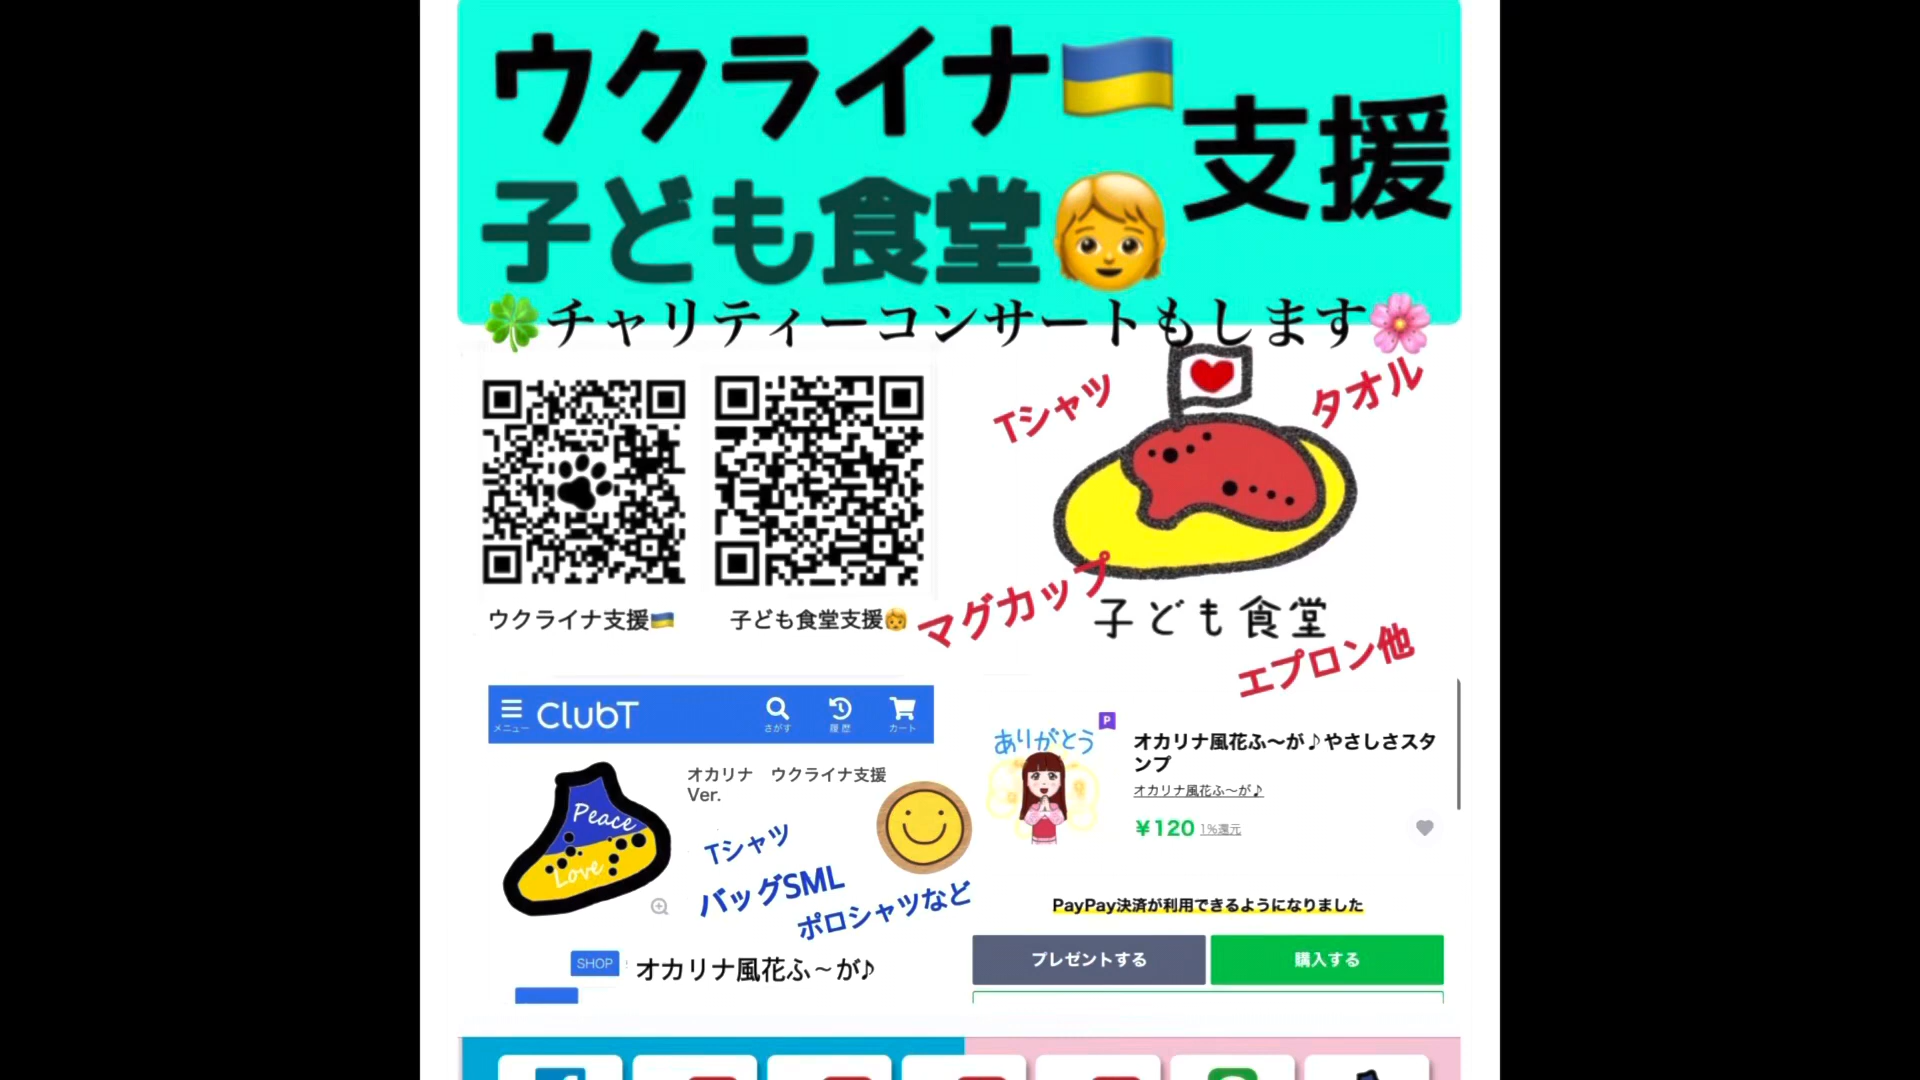 ウクライナ🇺🇦
支援
子ども食堂👧
🍀チャリティーコンサートもします🌸
Tシャツ
タオル
ウクライナ支援🇺🇦
子ども食堂支援👧
マグカップ
子ども食堂
エプロン他
メニュー
ClubT
さがす
履歴
カート
オカリナ　ウクライナ支援
Ver.
Peace
Love
Tシャツ
バッグSML
ポロシャツなど
SHOP
オカリナ風花ふ～が♪
ありがとう
P
オカリナ風花ふ〜が♪やさしさスタ
ンプ
オカリナ風花ふ〜が♪
¥120 1%還元
PayPay決済が利用できるようになりました
プレゼントする
購入する